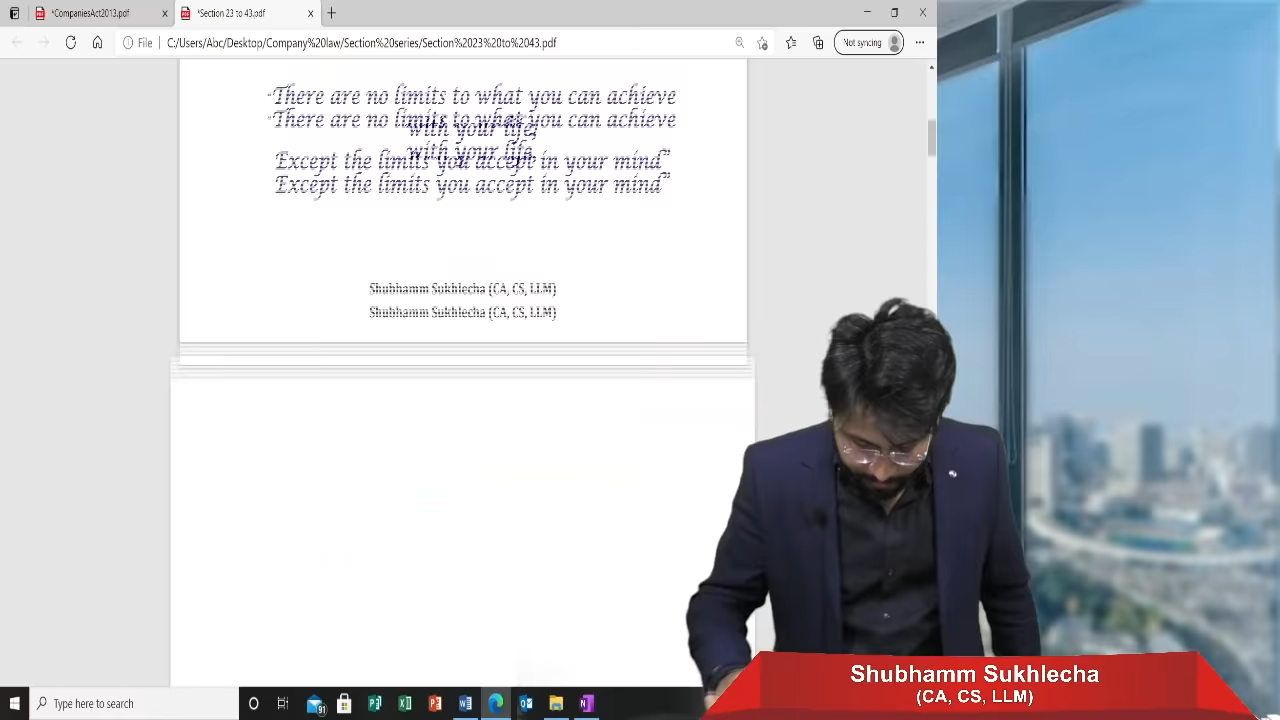 *CompaniesAct2013.pdf
*Section 23 to 43.pdf
File
C:/Users/Abc/Desktop/Company%20law/Section%20series/Section%2023%20to%2043.pdf
Not syncing
"There are no limits to what you can achieve
"There are no limits to what you can achieve
with your life,
with your life,
Except the limits you accept in your mind"
Except the limits you accept in your mind"
Shubhamm Sukhlecha (CA, CS, LLM)
Shubhamm Sukhlecha (CA, CS, LLM)
Shubhamm Sukhlecha
(CA, CS, LLM)
Type here to search
91